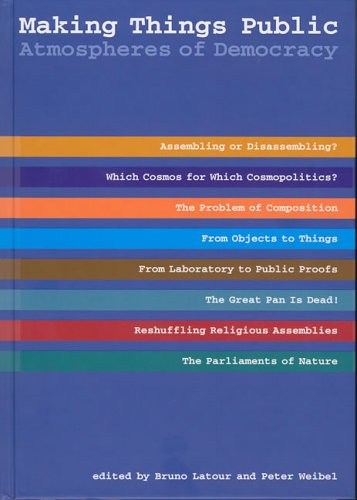 Making Things Public
Atmospheres of Democracy
Assembling or Disassembling?
Which Cosmos for Which Cosmopolitics?
The Problem of Composition
From Objects to Things
From Laboratory to Public Proofs
The Great Pan Is Dead!
Reshuffling Religious Assemblies
The Parliaments of Nature
edited by Bruno Latour and Peter Weibel